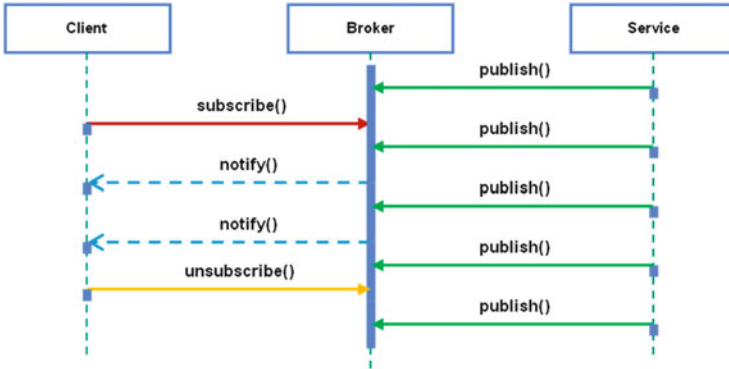 Client
Broker
Service
publish()
subscribe()
publish()
notify()
publish()
notify()
publish()
unsubscribe()
publish()